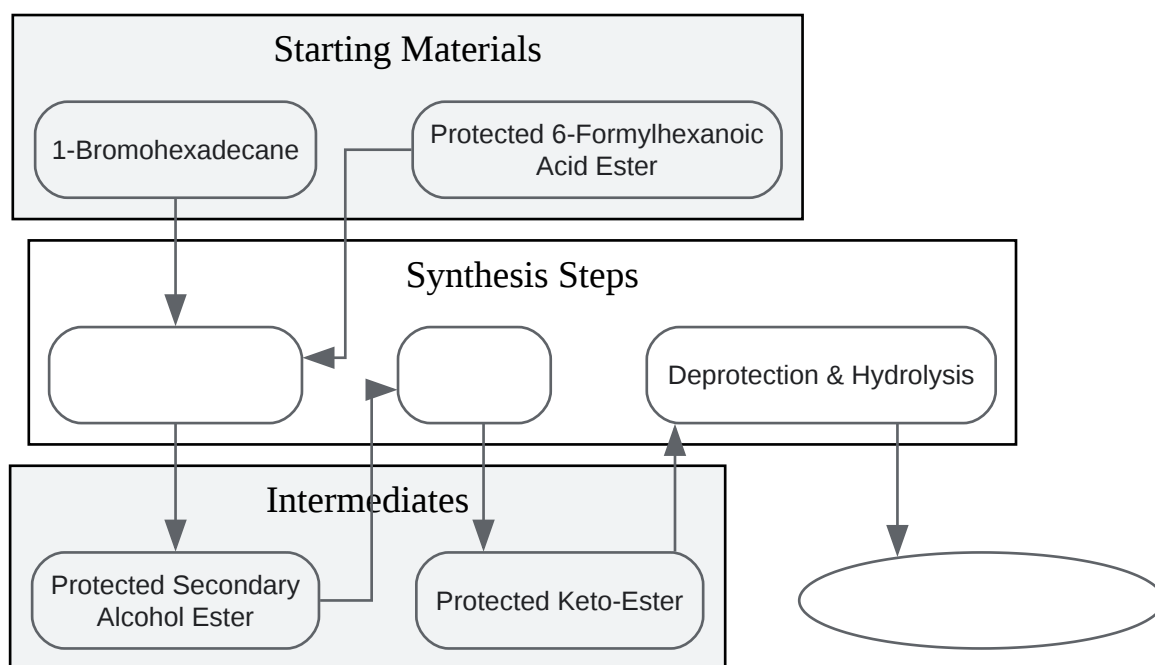 Starting Materials
1-Bromohexadecane
Protected 6-Formylhexanoic
Acid Ester
Synthesis Steps
Deprotection & Hydrolysis
Intermediates
Protected Secondary
Alcohol Ester
Protected Keto-Ester